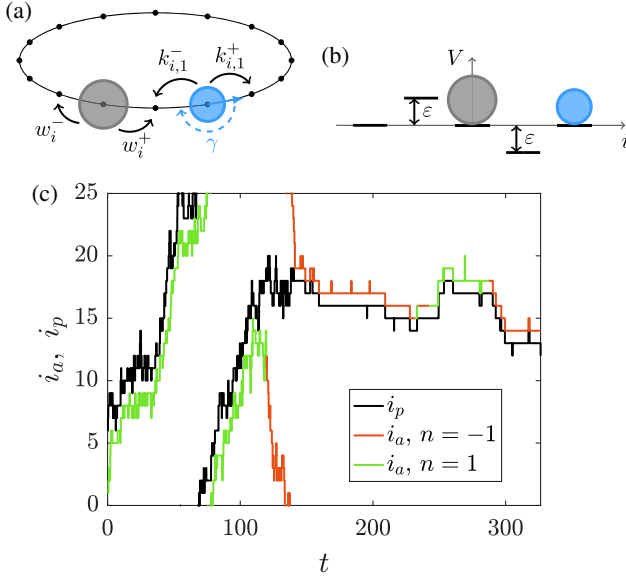 (a)
k⁻ᵢ,₁ k⁺ᵢ,₁
w⁻ᵢ w⁺ᵢ γ
(b)
V
ε
ε
i
(c)
25
20
15
10
5
0
iₐ, iₚ
iₚ
iₐ, n = −1
iₐ, n = 1
0 100 200 300
t